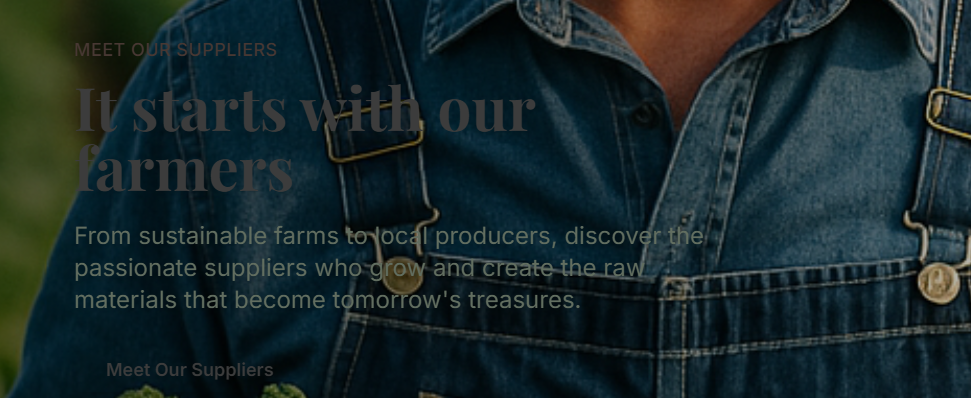 MEET OUR SUPPLIERS
It starts with our
farmers
From sustainable farms to local producers, discover the
passionate suppliers who grow and create the raw
materials that become tomorrow's treasures.
Meet Our Suppliers